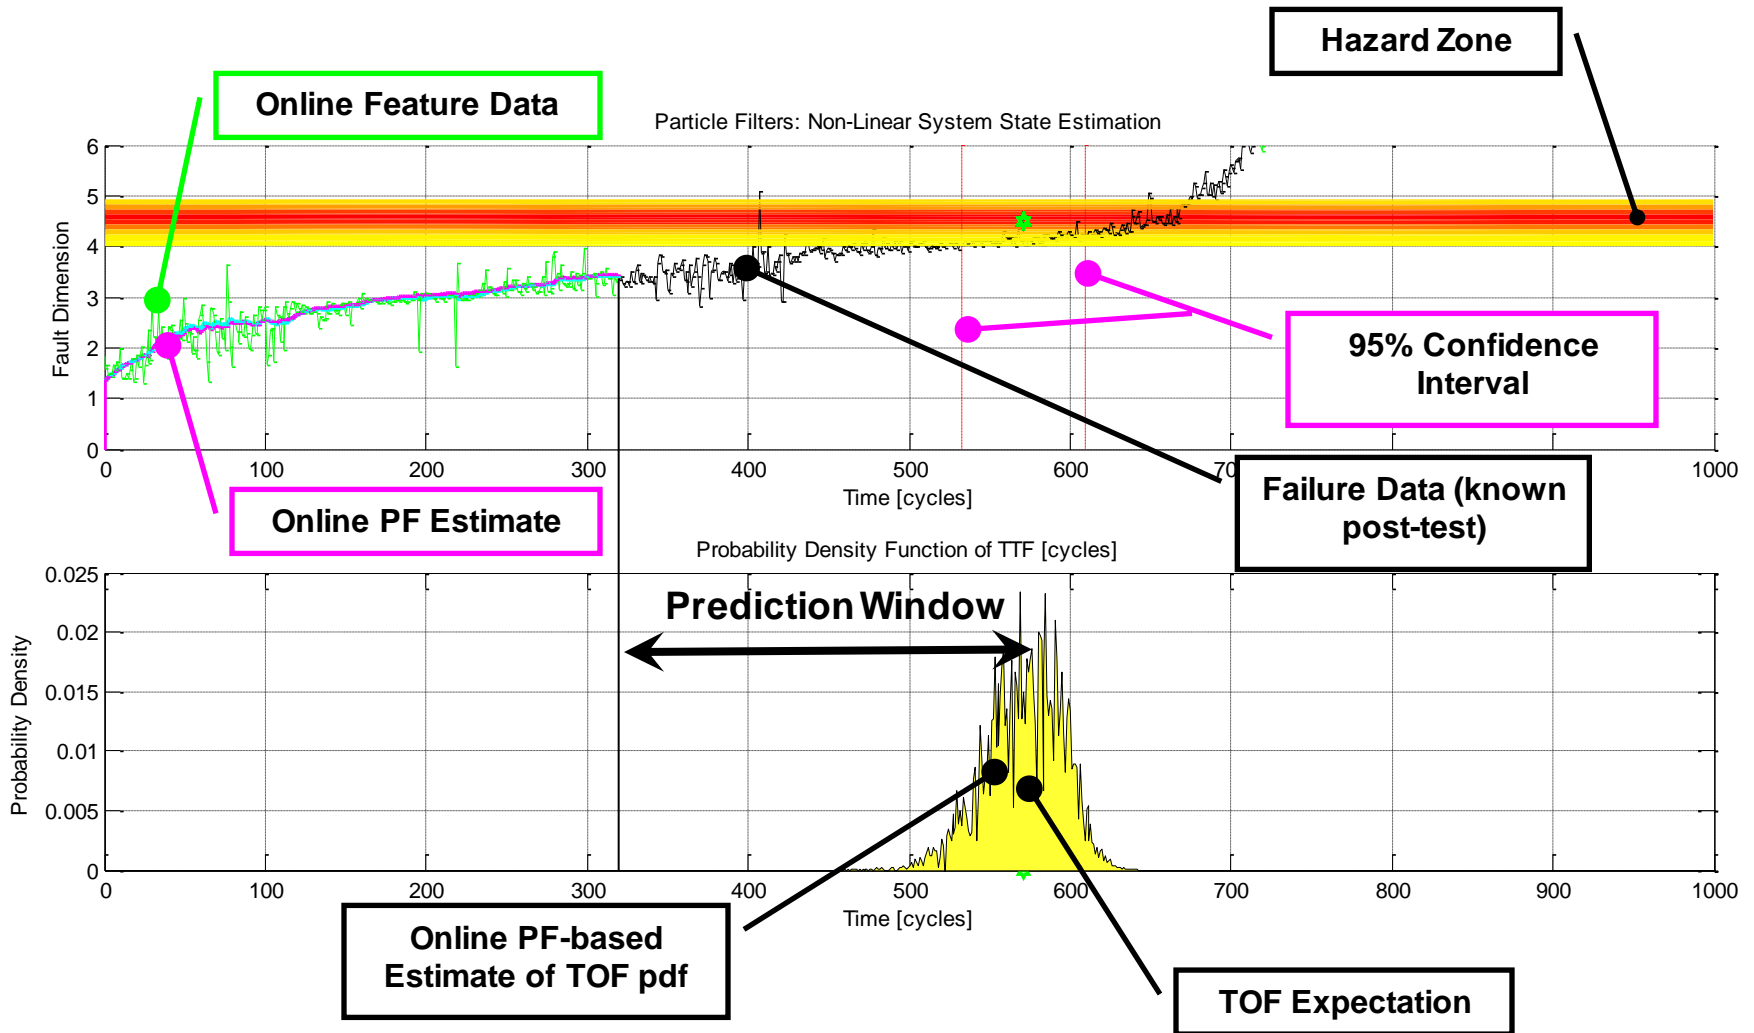 Hazard Zone
Online Feature Data
Particle Filters: Non-Linear System State Estimation
6
5
4
3
2
1
0
Fault Dimension
95% Confidence
Interval
0
100
200
300
400
500
600
1000
800
900
Time [cycles]
Failure Data (known
post-test)
Online PF Estimate
Probability Density Function of TTF [cycles]
0.025
0.02
0.015
0.01
0.005
0
Probability Density
Prediction Window
0
100
200
300
400
500
600
700
800
900
1000
Time [cycles]
Online PF-based
Estimate of TOF pdf
TOF Expectation